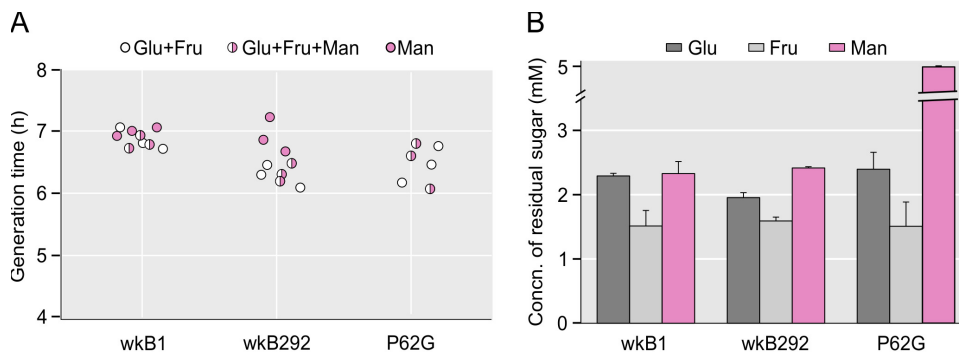 A
Glu+Fru Glu+Fru+Man Man
Generation time (h)
8
7
6
5
4
wkB1 wkB292 P62G
B
Glu Fru Man
Concn. of residual sugar (mM)
5
3
2
1
0
wkB1 wkB292 P62G